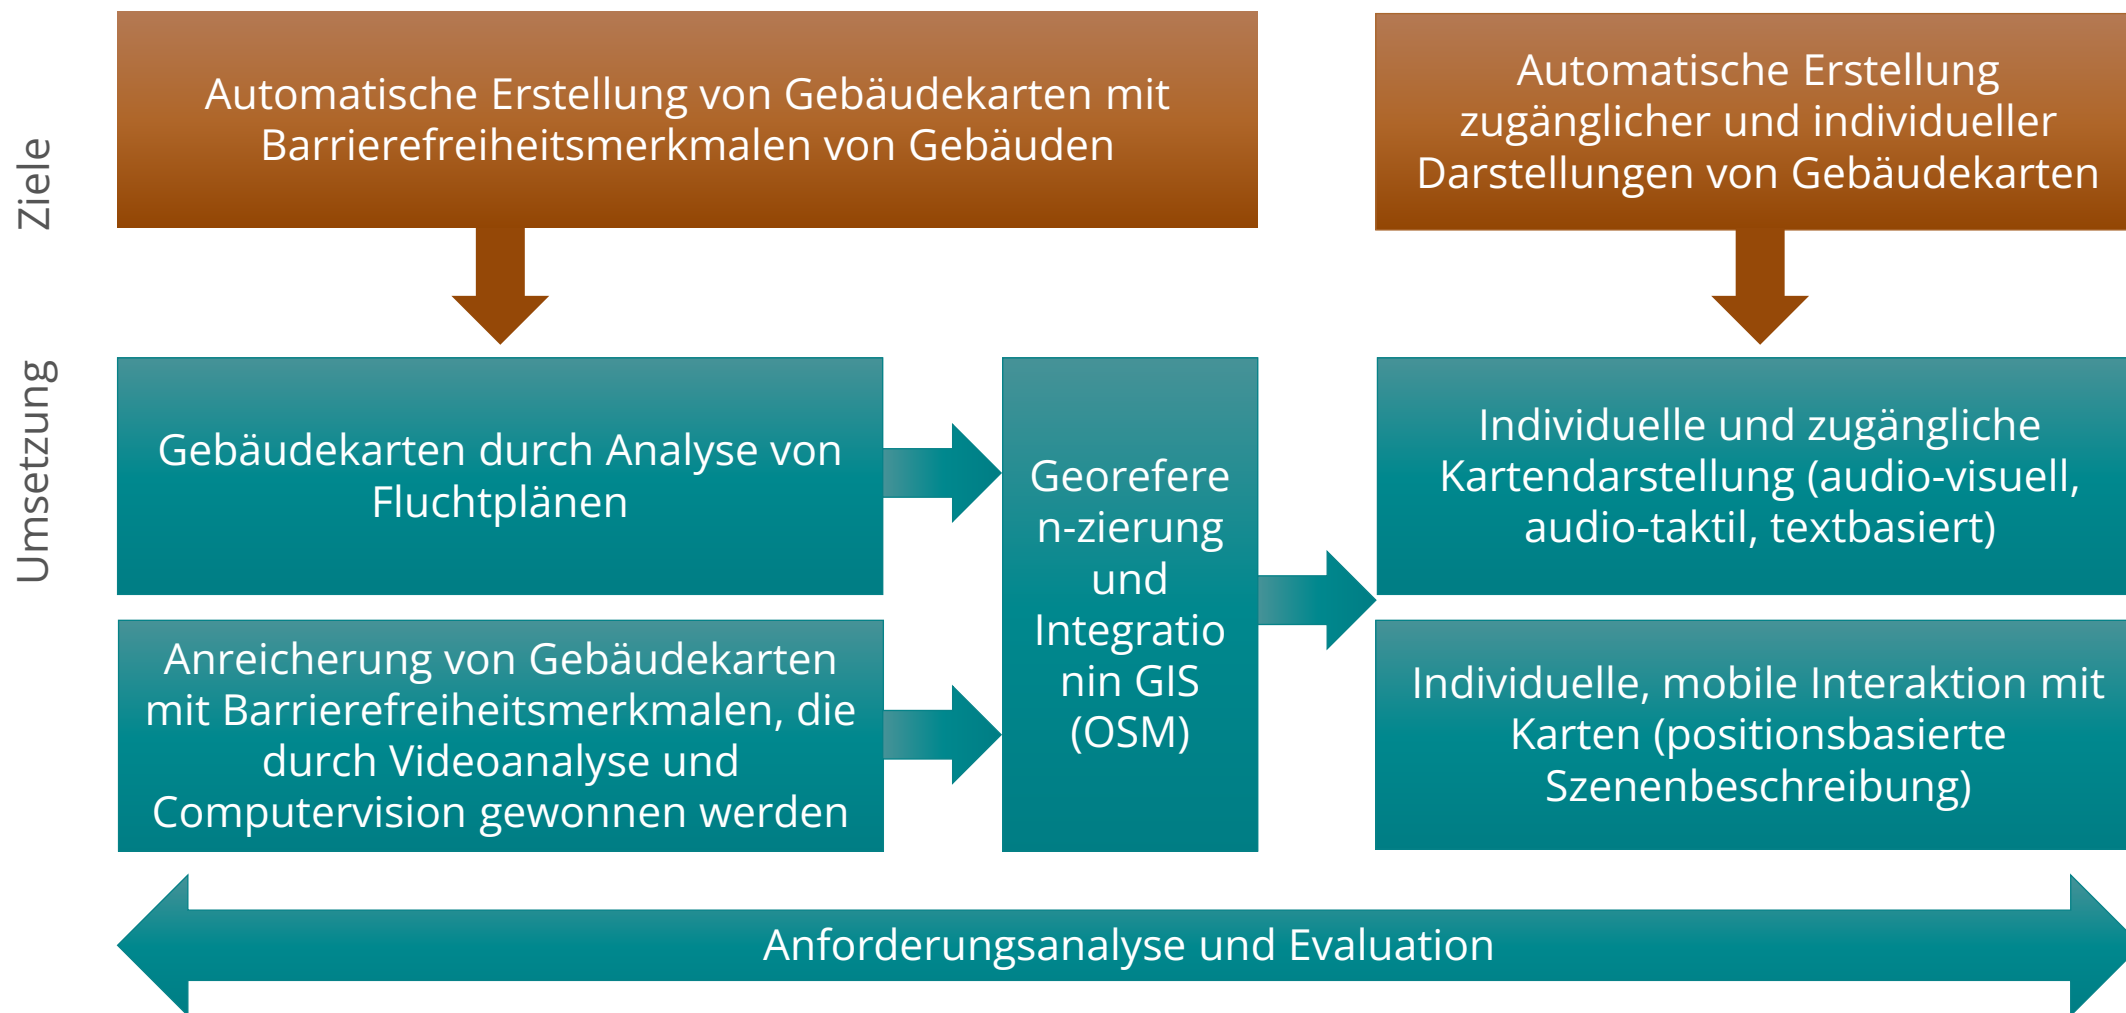 Ziele
Automatische Erstellung von Gebäudekarten mit
Barrierefreiheitsmerkmalen von Gebäuden
Automatische Erstellung
zugänglicher und individueller
Darstellungen von Gebäudekarten
Umsetzung
Gebäudekarten durch Analyse von
Fluchtplänen
Anreicherung von Gebäudekarten
mit Barrierefreiheitsmerkmalen, die
durch Videoanalyse und
Computervision gewonnen werden
Georefere
n-zierung
und
Integratio
nin GIS
(OSM)
Individuelle und zugängliche
Kartendarstellung (audio-visuell,
audio-taktil, textbasiert)
Individuelle, mobile Interaktion mit
Karten (positionsbasierte
Szenenbeschreibung)
Anforderungsanalyse und Evaluation